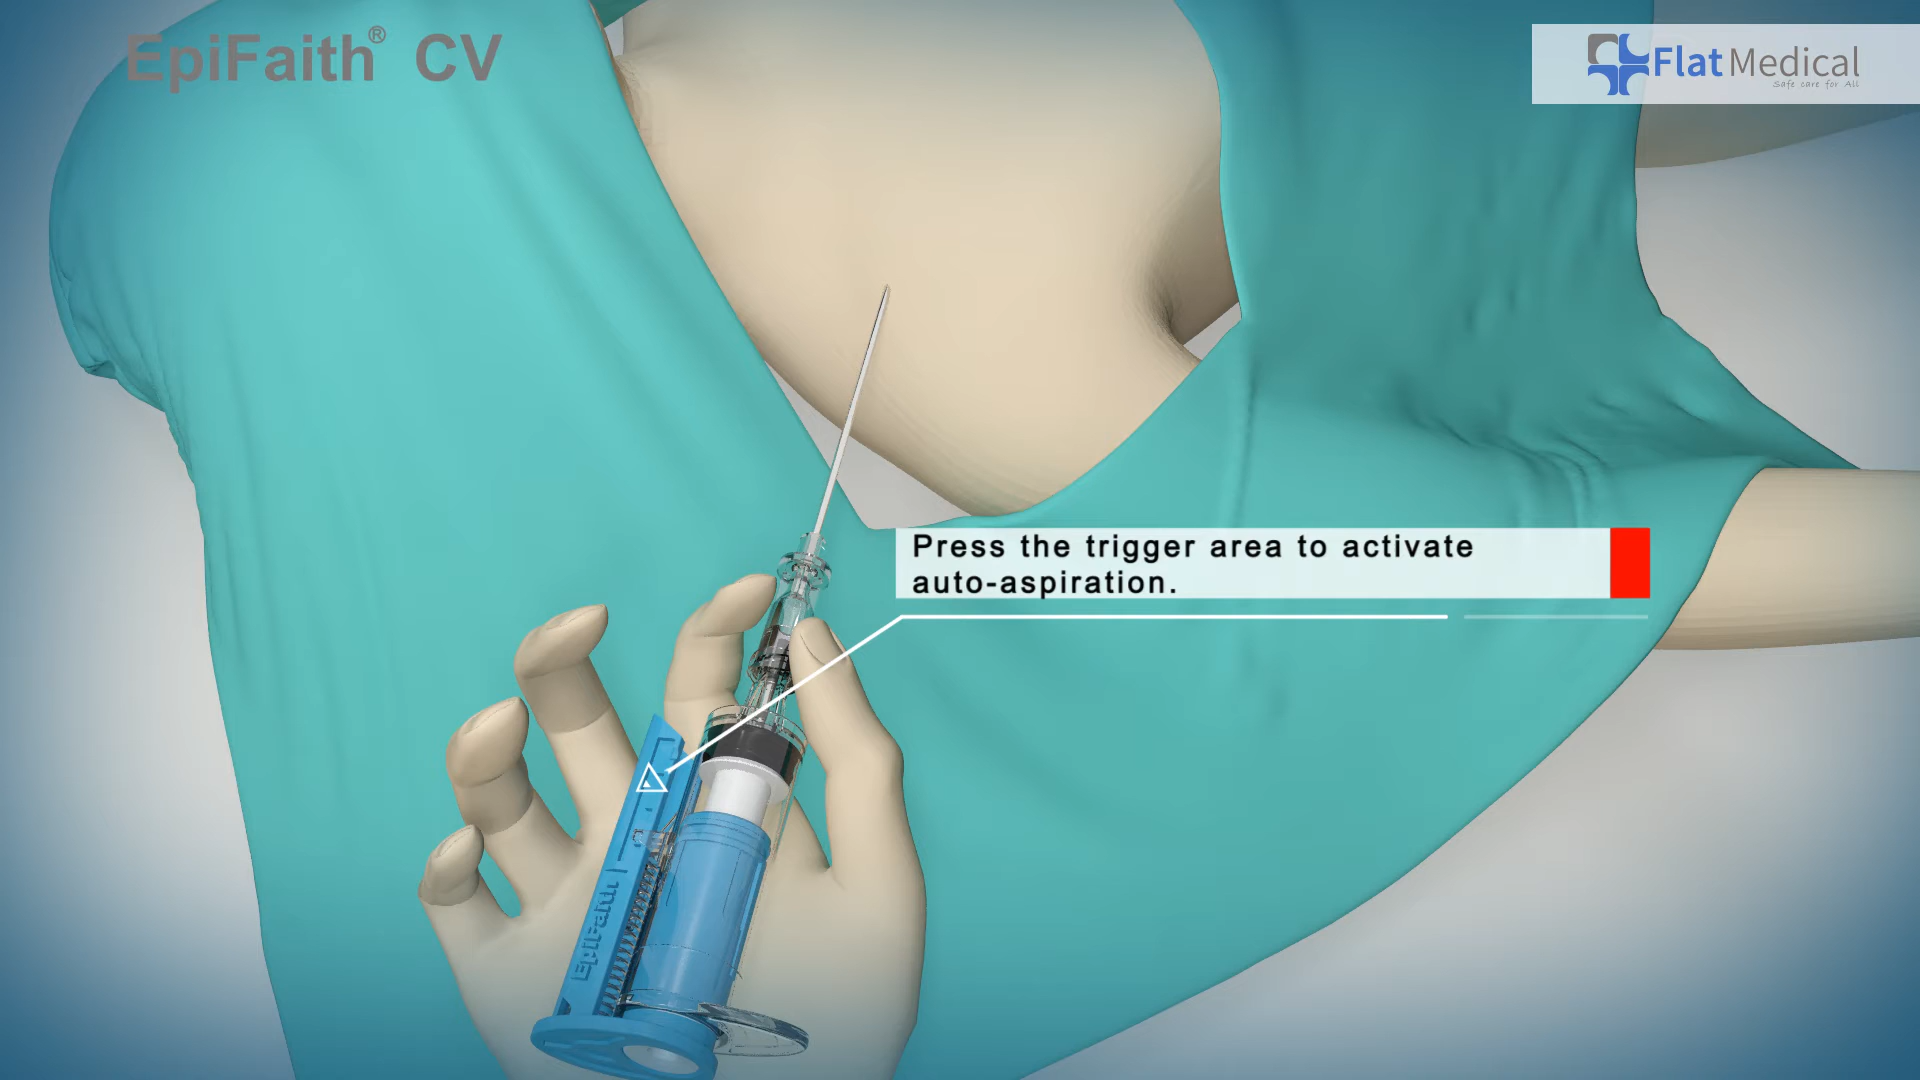 EpiFaith® CV
Flat Medical
Safe care for All
Press the trigger area to activate
auto-aspiration.
EpiFaith